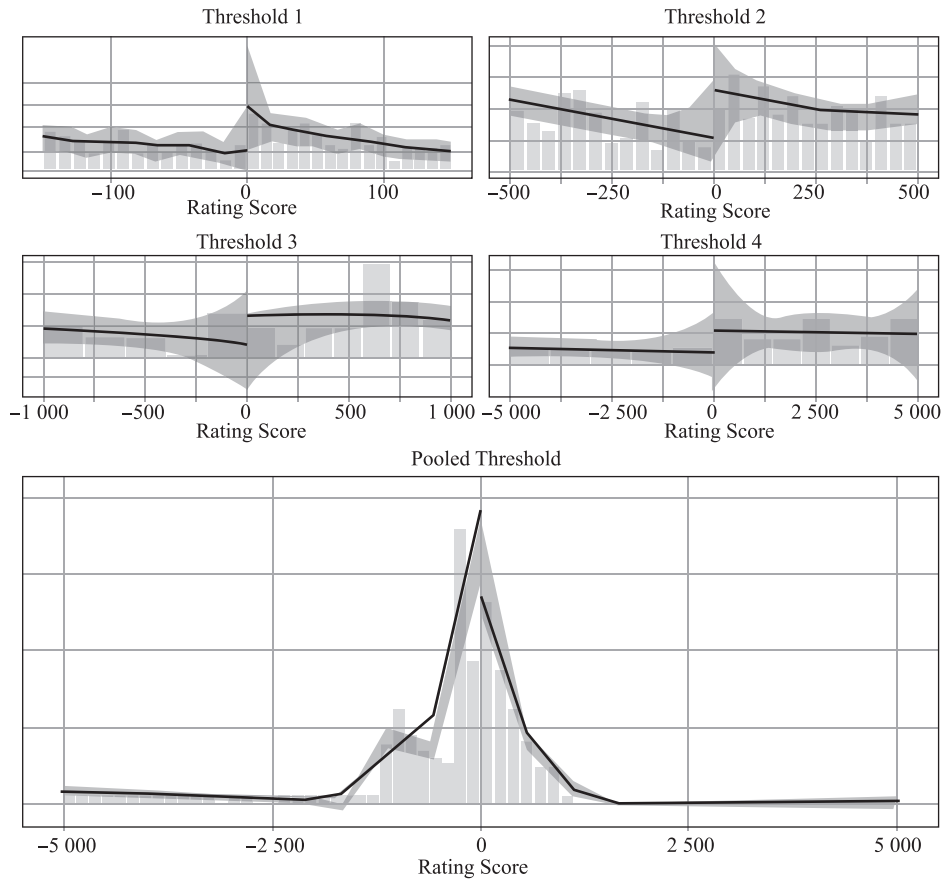 Threshold 1
Threshold 2
−100 0 100
Rating Score
−500 −250 0 250 500
Rating Score
Threshold 3
Threshold 4
−1 000 −500 0 500 1 000
Rating Score
−5 000 −2 500 0 2 500 5 000
Rating Score
Pooled Threshold
−5 000 −2 500 0 2 500 5 000
Rating Score